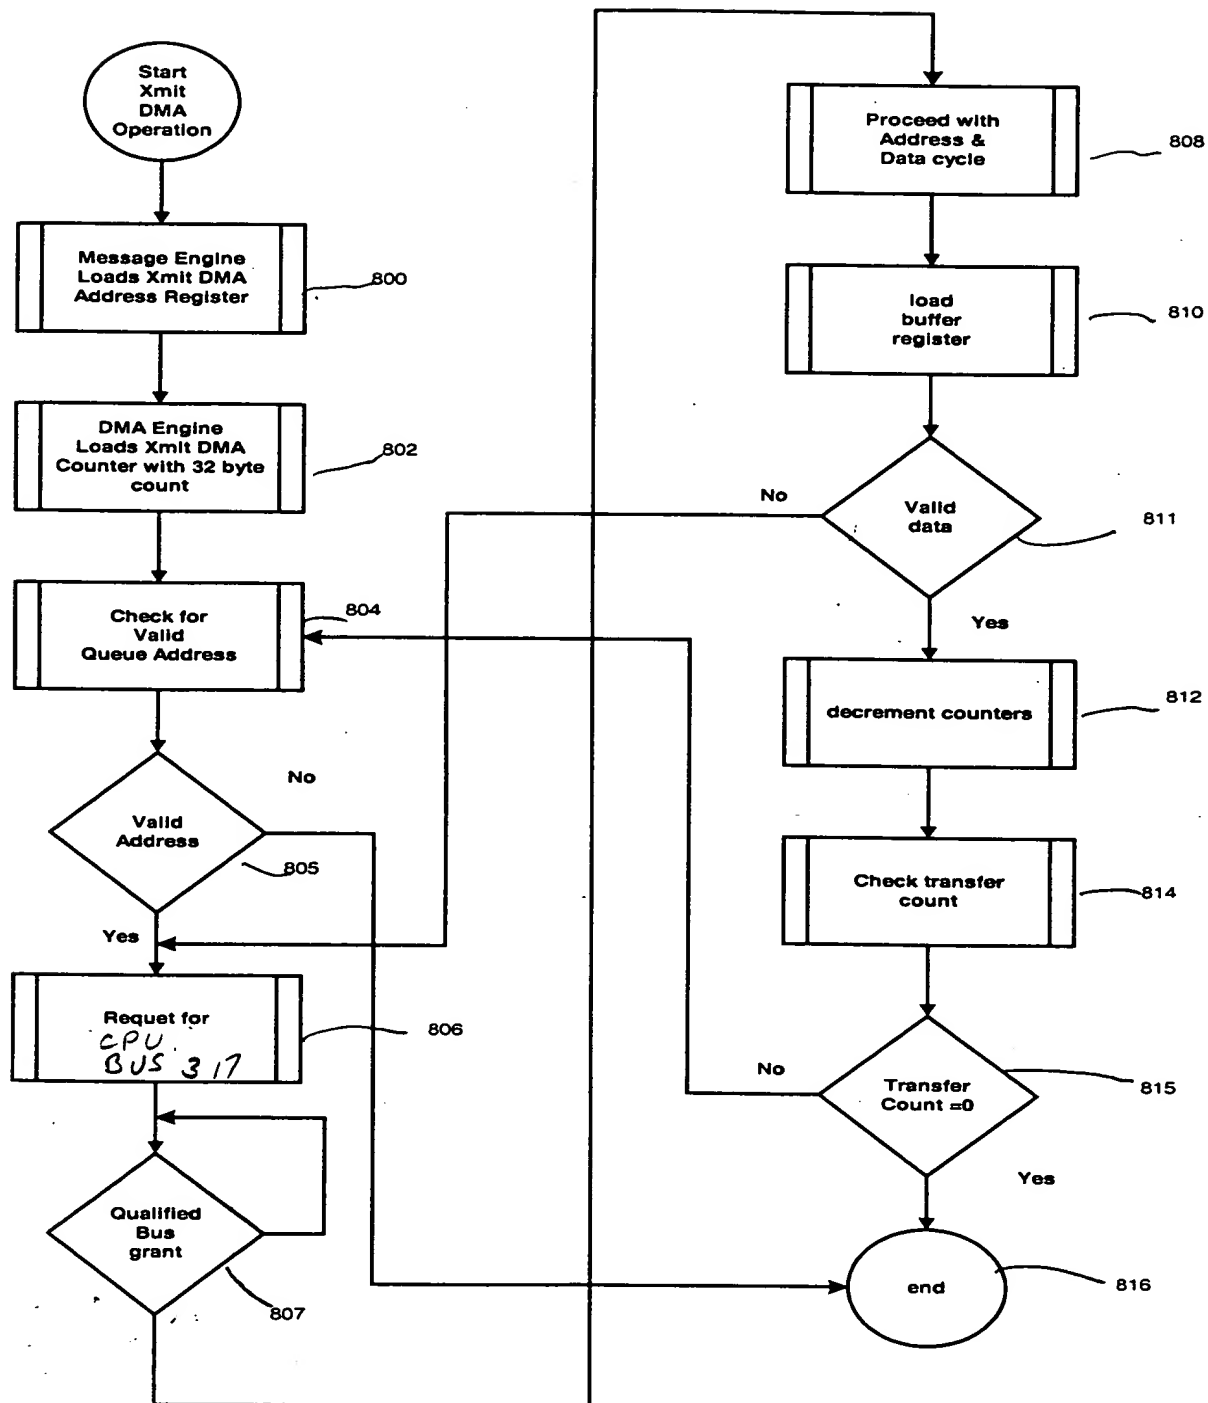 Start
Xmit
DMA
Operation
Message Engine
Loads Xmit DMA
Address Register
800
DMA Engine
Loads Xmit DMA
Counter with 32 byte
count
802
Check for
Valid
Queue Address
804
Valid
Address
805
No
Yes
Requet for
CPU
BUS 317
806
Qualified
Bus
grant
807
Proceed with
Address &
Data cycle
808
load
buffer
register
810
Valid
data
811
No
Yes
decrement counters
812
Check transfer
count
814
Transfer
Count =0
815
No
Yes
end
816